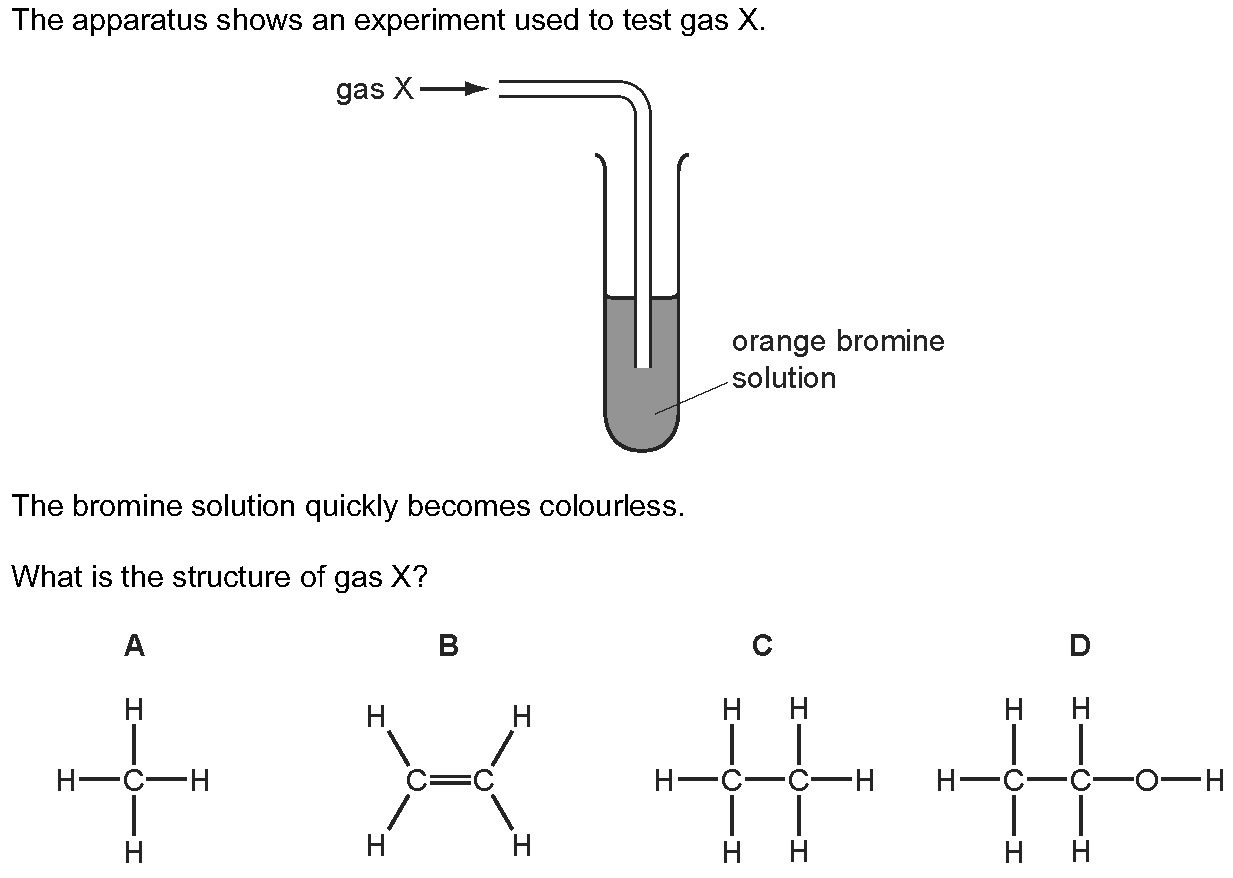 The apparatus shows an experiment used to test gas X.
gas X
orange bromine
solution
The bromine solution quickly becomes colourless.
What is the structure of gas X?
A B C D
H H H H H H H
H C H C C H C C H H C C O H
H H H H H H H